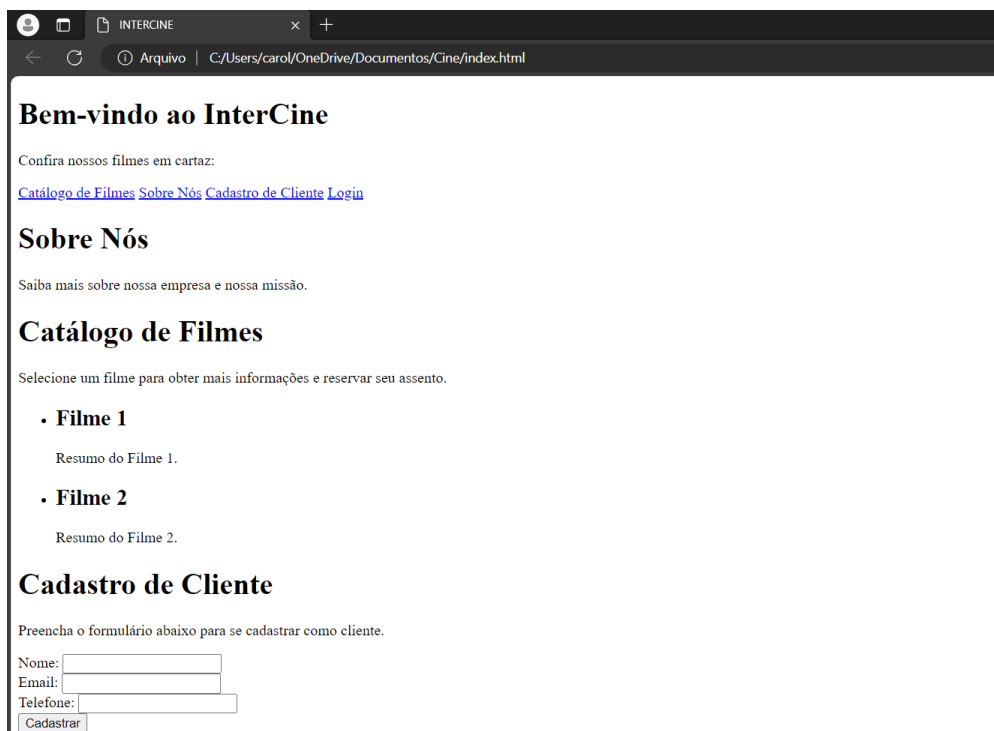 INTERCINE
Arquivo | C:/Users/carol/OneDrive/Documentos/Cine/index.html
Bem-vindo ao InterCine
Confira nossos filmes em cartaz:
Catálogo de Filmes Sobre Nós Cadastro de Cliente Login
Sobre Nós
Saiba mais sobre nossa empresa e nossa missão.
Catálogo de Filmes
Selecione um filme para obter mais informações e reservar seu assento.
• Filme 1
Resumo do Filme 1.
• Filme 2
Resumo do Filme 2.
Cadastro de Cliente
Preencha o formulário abaixo para se cadastrar como cliente.
Nome:
Email:
Telefone:
Cadastrar